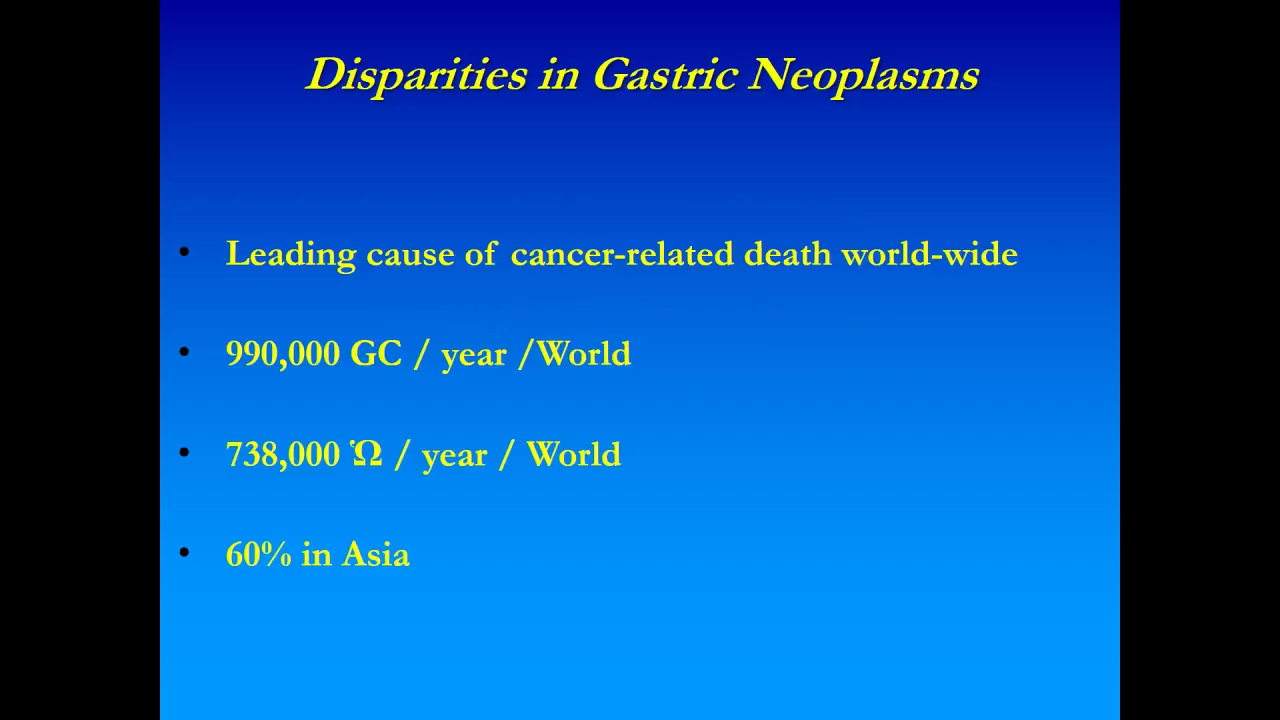 Disparities in Gastric Neoplasms
• Leading cause of cancer-related death world-wide
• 990,000 GC / year /World
• 738,000 Ώ / year / World
• 60% in Asia